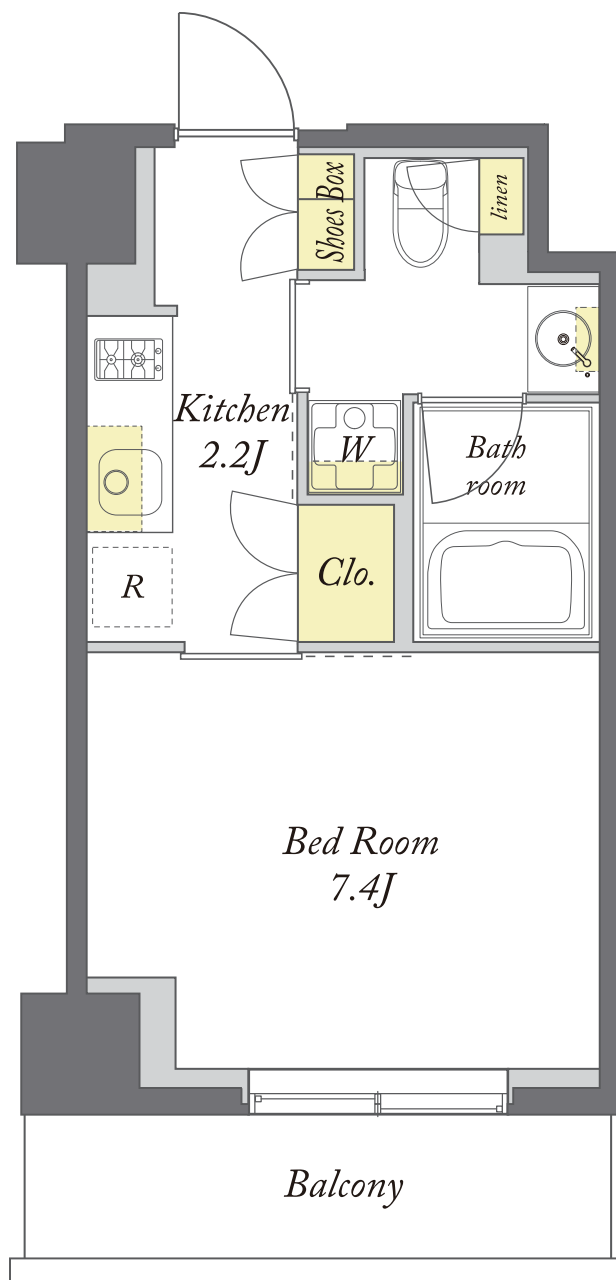 Shoes Box
linen
Kitchen
2.2J
W
Bath
room
R
Clo.
Bed Room
7.4J
Balcony